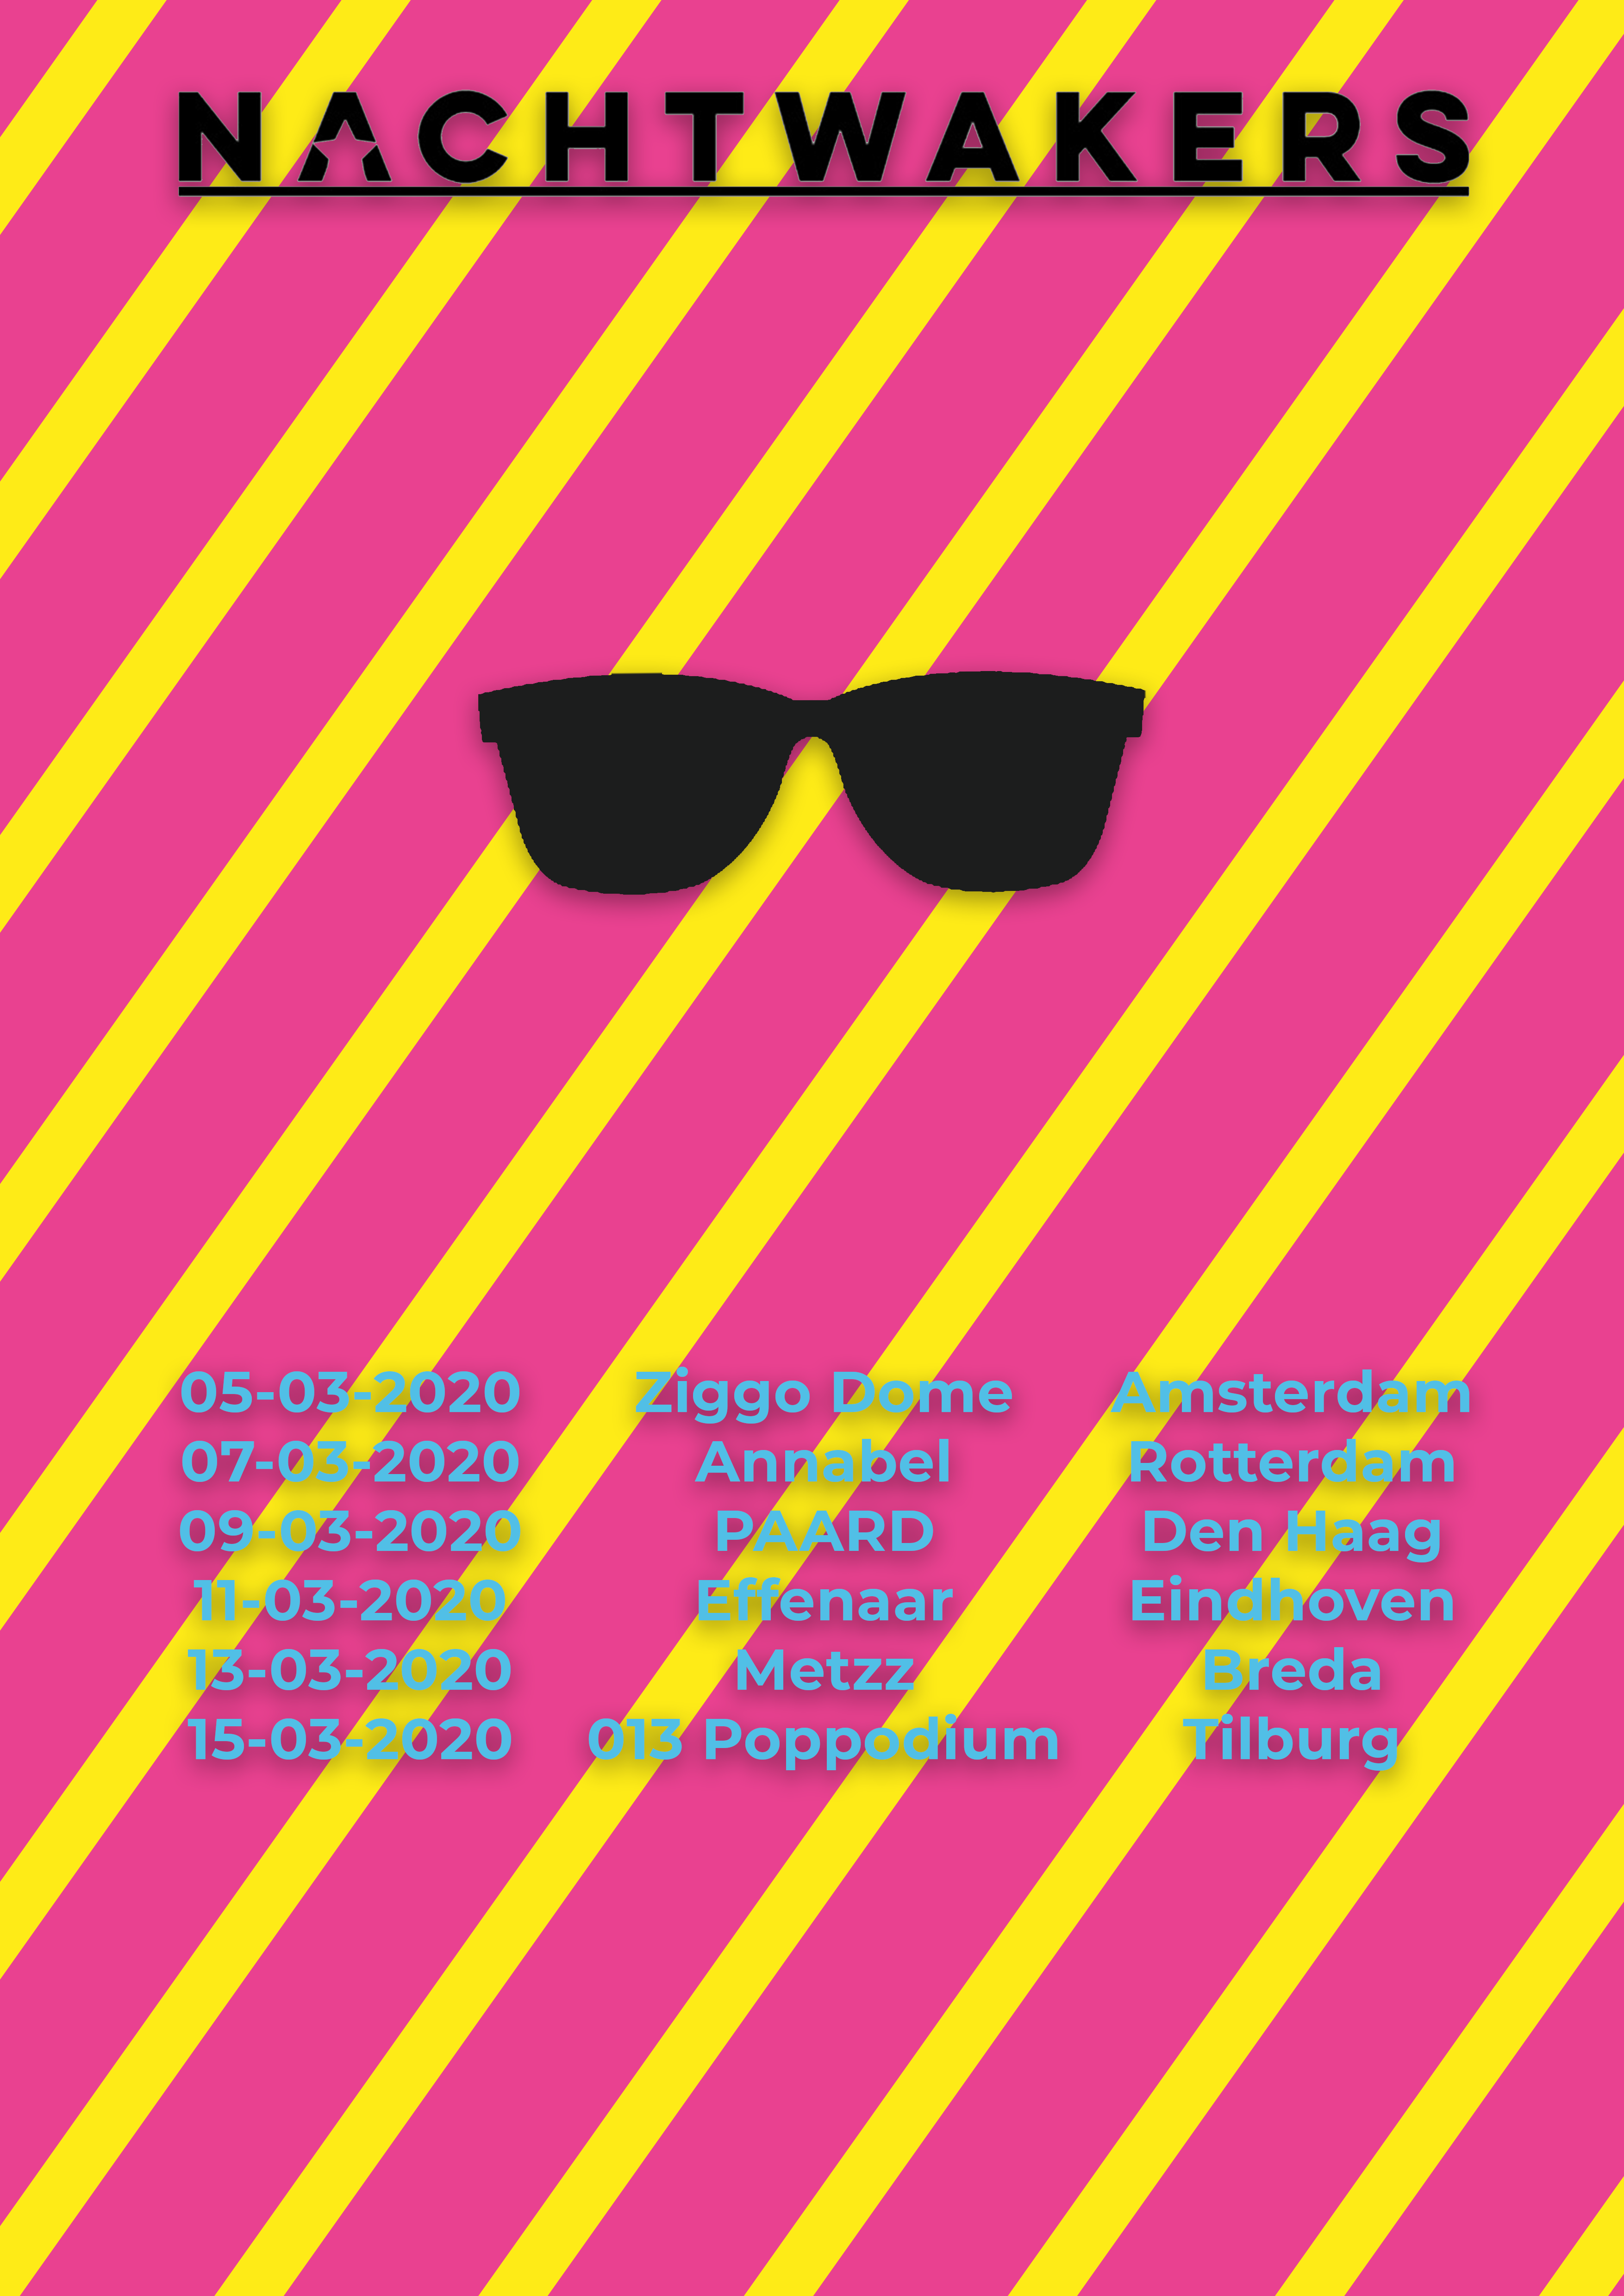 NACHTWAKERS
05-03-2020 Ziggo Dome Amsterdam
07-03-2020 Annabel Rotterdam
09-03-2020 PAARD Den Haag
11-03-2020 Effenaar Eindhoven
13-03-2020 Metzz Breda
15-03-2020 013 Poppodium Tilburg